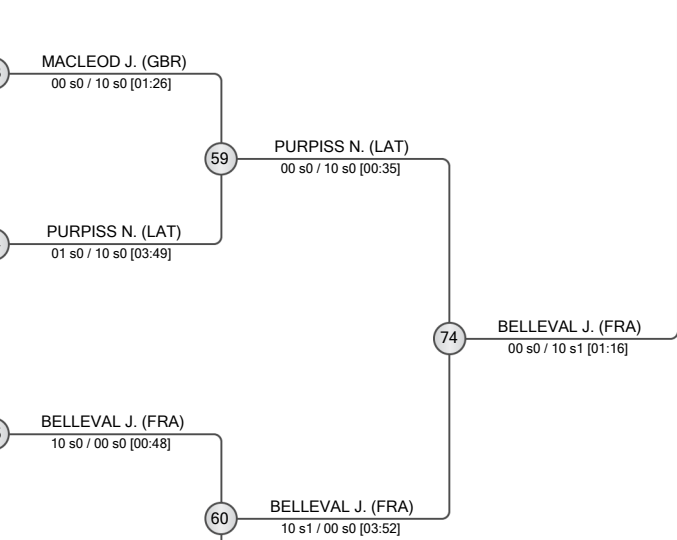 MACLEOD J. (GBR)
00 s0 / 10 s0 [01:26]
59
PURPISS N. (LAT)
00 s0 / 10 s0 [00:35]
PURPISS N. (LAT)
01 s0 / 10 s0 [03:49]
74
BELLEVAL J. (FRA)
00 s0 / 10 s1 [01:16]
BELLEVAL J. (FRA)
10 s0 / 00 s0 [00:48]
60
BELLEVAL J. (FRA)
10 s1 / 00 s0 [03:52]